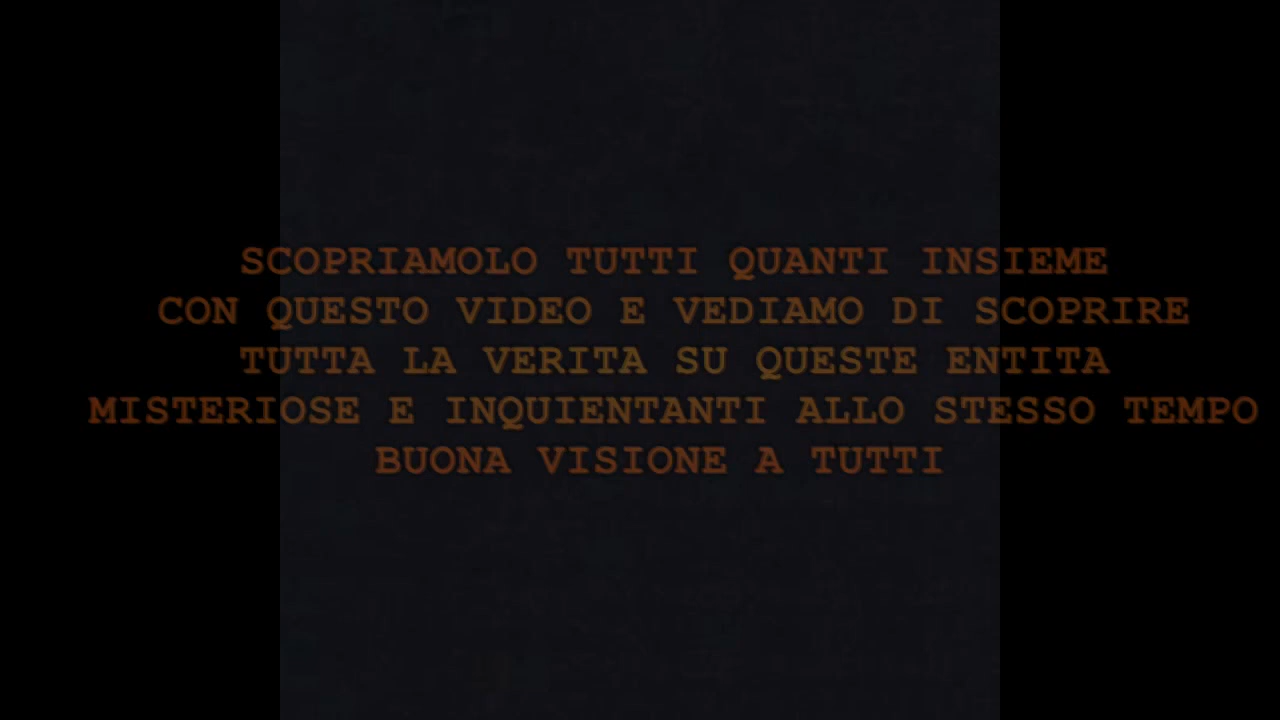 SCOPRIAMOLO TUTTI QUANTI INSIEME
CON QUESTO VIDEO E VEDIAMO DI SCOPRIRE
TUTTA LA VERITA SU QUESTE ENTITA
MISTERIOSE E INQUIENTANTI ALLO STESSO TEMPO
BUONA VISIONE A TUTTI